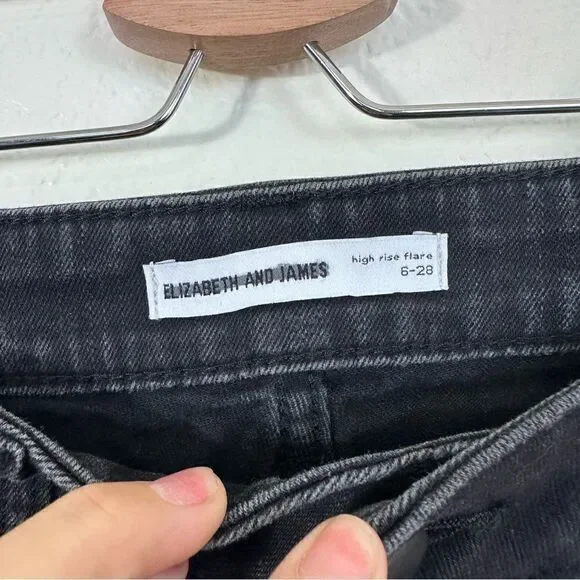 ELIZABETH AND JAMES
high rise flare
6-28